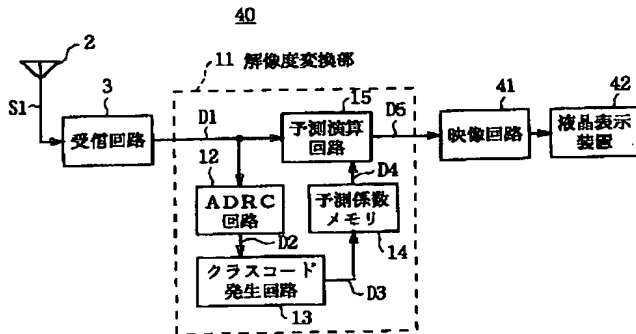 40
2
S1
3
受信回路
D1
11 解像度変換部
15
予測演算
回路
D5
41
映像回路
42
液晶表示
装置
12
ADRC
回路
D2
D4
予測係数
メモリ
14
クラスコード
発生回路
13
D3